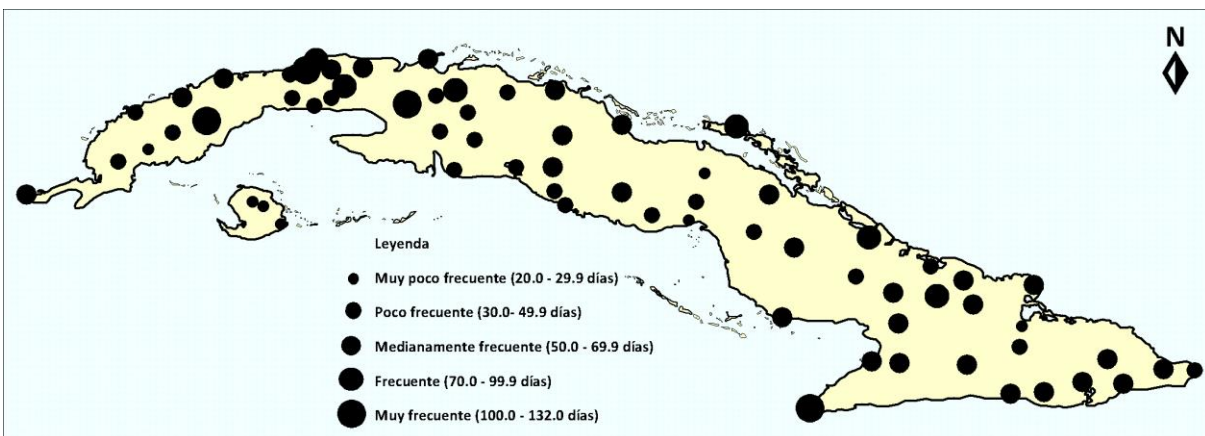 N
Leyenda
Muy poco frecuente (20.0 - 29.9 días)
Poco frecuente (30.0- 49.9 días)
Medianamente frecuente (50.0 - 69.9 días)
Frecuente (70.0 - 99.9 días)
Muy frecuente (100.0 - 132.0 días)